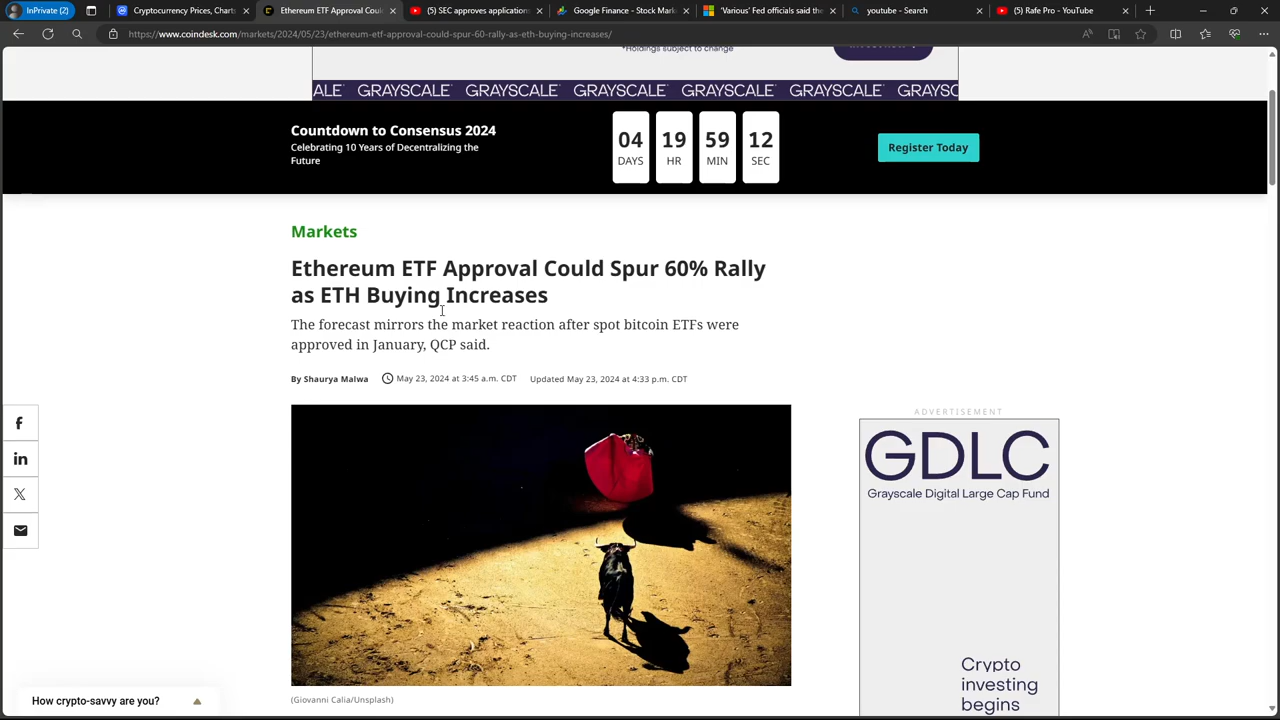 InPrivate (2)
Cryptocurrency Prices, Charts
Ethereum ETF Approval Coul
(5) SEC approves applications
Google Finance - Stock Mark
'Various' Fed officials said the
youtube - Search
(5) Rafe Pro - YouTube
https://www.coindesk.com/markets/2024/05/23/ethereum-etf-approval-could-spur-60-rally-as-eth-buying-increases/
*Holdings subject to change
ALE GRAYSCALE GRAYSCALE GRAYSCALE GRAYSCALE GRAYSCALE GRAYSC
Countdown to Consensus 2024
Celebrating 10 Years of Decentralizing the
Future
04 19 59 12
DAYS HR MIN SEC
Register Today
Markets
Ethereum ETF Approval Could Spur 60% Rally
as ETH Buying Increases
The forecast mirrors the market reaction after spot bitcoin ETFs were
approved in January, QCP said.
By Shaurya Malwa May 23, 2024 at 3:45 a.m. CDT Updated May 23, 2024 at 4:33 p.m. CDT
ADVERTISEMENT
GDLC
Grayscale Digital Large Cap Fund
Crypto
investing
begins
(Giovanni Calia/Unsplash)
How crypto-savvy are you?